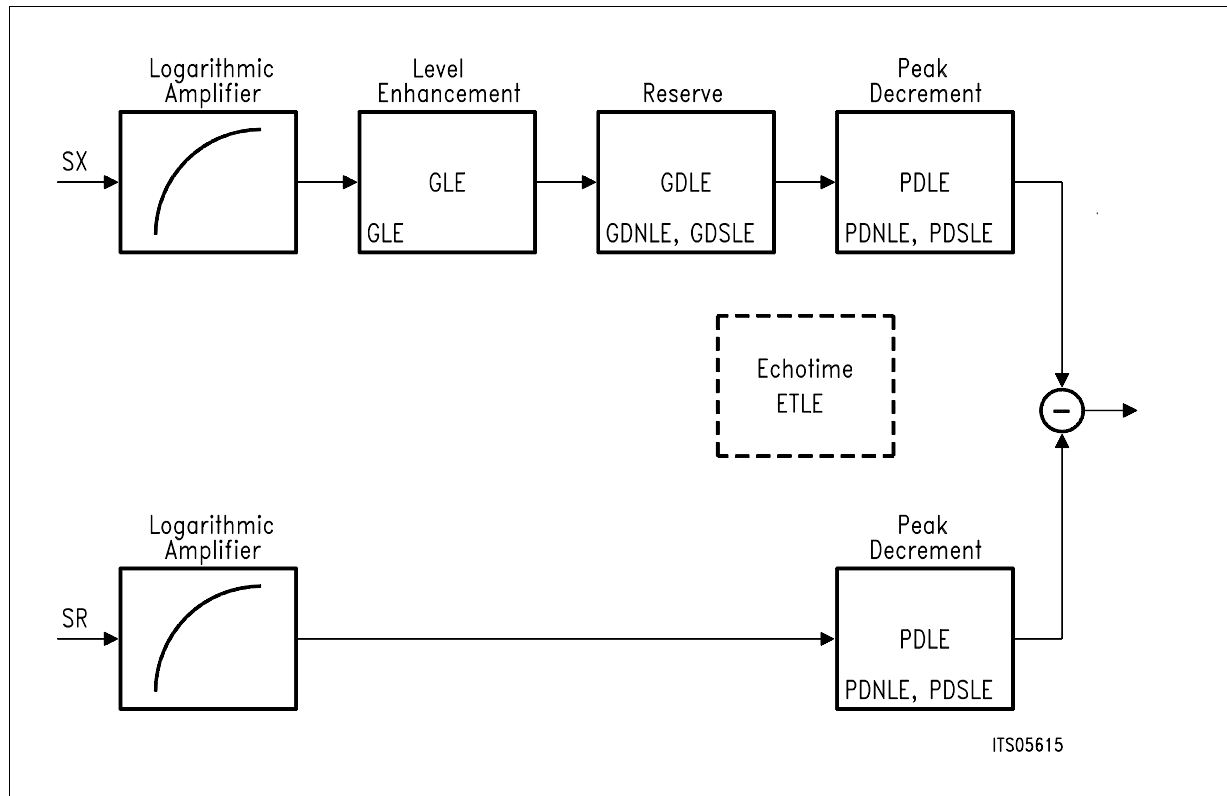 Logarithmic
Amplifier
Level
Enhancement
Reserve
Peak
Decrement
SX
GLE
GLE
GDLE
GDNLE, GDSLE
PDLE
PDNLE, PDSLE
Echotime
ETLE
Logarithmic
Amplifier
Peak
Decrement
SR
PDLE
PDNLE, PDSLE
ITS05615